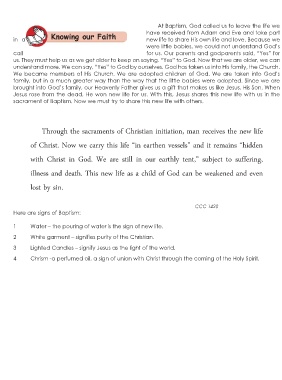 At Baptism, God called us to leave the life we
have received from Adam and Eve and take part
in a
Knowing our Faith
new life to share His own life and love. Because we
were little babies, we could not understand God's
call
for us. Our parents and godparents said, "Yes" for
us. They must help us as we get older to keep on saying, "Yes" to God. Now that we are older, we can
understand more. We can say, "Yes" to God by ourselves. God has taken us into His family, the Church.
We became members of His Church. We are adopted children of God. We are taken into God's
family, but in a much greater way than the way that the little babies were adopted. Since we are
brought into God's family, our Heavenly Father gives us a gift that makes us like Jesus, His Son. When
Jesus rose from the dead, He won new life for us. With this, Jesus shares this new life with us in the
sacrament of Baptism. Now we must try to share this new life with others.
Through the sacraments of Christian initiation, man receives the new life
of Christ. Now we carry this life "in earthen vessels" and it remains "hidden
with Christ in God. We are still in our earthly tent," subject to suffering,
illness and death. This new life as a child of God can be weakened and even
lost by sin.
CCC 1420
Here are signs of Baptism:
1 Water – the pouring of water is the sign of new life.
2 White garment – signifies purity of the Christian.
3 Lighted Candles – signify Jesus as the light of the world.
4 Chrism -a perfumed oil, a sign of union with Christ through the coming of the Holy Spirit.